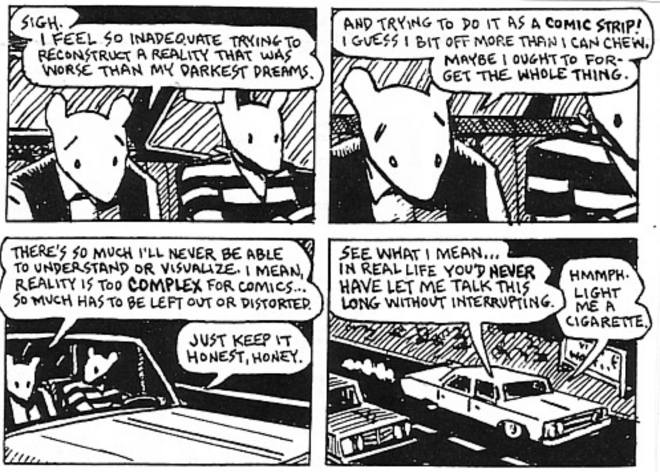 SIGH.
I FEEL SO INADEQUATE TRYING TO
RECONSTRUCT A REALITY THAT WAS
WORSE THAN MY DARKEST DREAMS.
AND TRYING TO DO IT AS A COMIC STRIP!
I GUESS I BIT OFF MORE THAN I CAN CHEW.
MAYBE I OUGHT TO FOR-
GET THE WHOLE THING.
THERE'S SO MUCH I'LL NEVER BE ABLE
TO UNDERSTAND OR VISUALIZE. I MEAN,
REALITY IS TOO COMPLEX FOR COMICS...
SO MUCH HAS TO BE LEFT OUT OR DISTORTED.
JUST KEEP IT
HONEST, HONEY.
SEE WHAT I MEAN...
IN REAL LIFE YOU'D NEVER
HAVE LET ME TALK THIS
LONG WITHOUT INTERRUPTING.
HMMPH.
LIGHT
ME A
CIGARETTE.